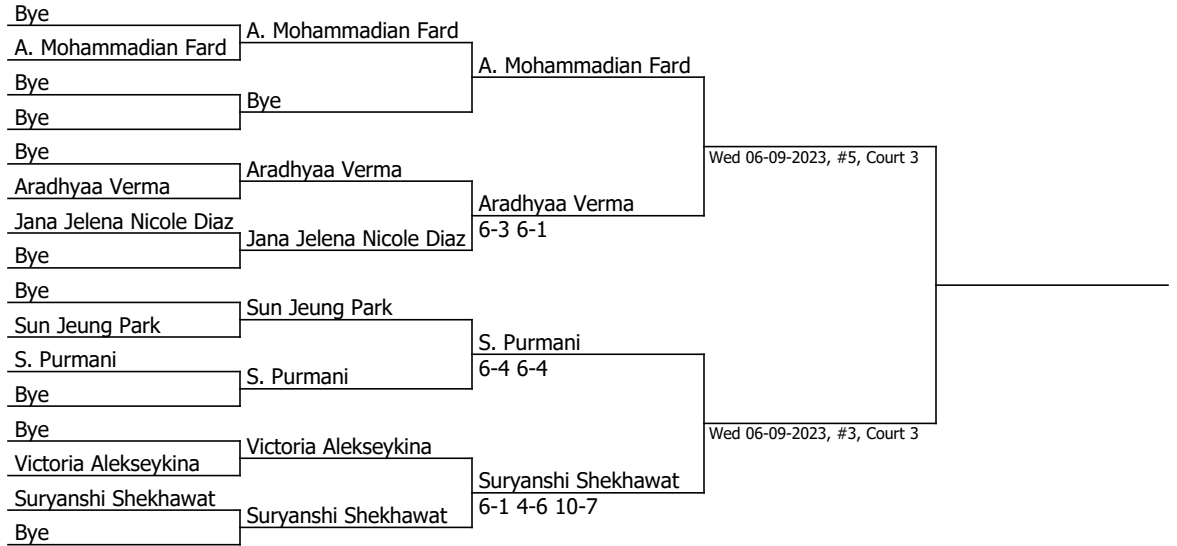 Bye
A. Mohammadian Fard
Bye
Bye
Bye
Aradhyaa Verma
Jana Jelena Nicole Diaz
Bye
Bye
Sun Jeung Park
S. Purmani
Bye
Bye
Victoria Alekseykina
Suryanshi Shekhawat
Bye
A. Mohammadian Fard
Bye
Aradhyaa Verma
Jana Jelena Nicole Diaz
Sun Jeung Park
S. Purmani
Victoria Alekseykina
Suryanshi Shekhawat
A. Mohammadian Fard
Aradhyaa Verma
6-3 6-1
S. Purmani
6-4 6-4
Suryanshi Shekhawat
6-1 4-6 10-7
Wed 06-09-2023, #5, Court 3
Wed 06-09-2023, #3, Court 3